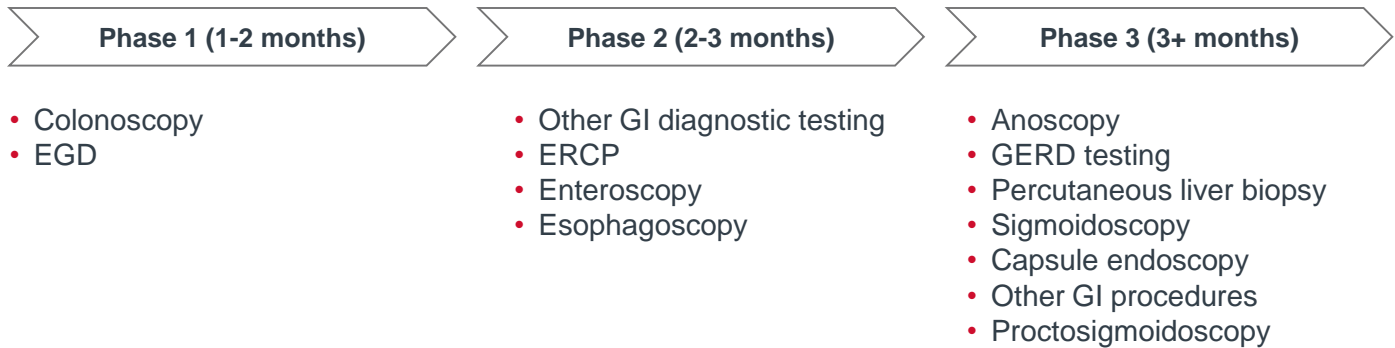 Phase 1 (1-2 months)
• Colonoscopy
• EGD
Phase 2 (2-3 months)
• Other GI diagnostic testing
• ERCP
• Enteroscopy
• Esophagoscopy
Phase 3 (3+ months)
• Anoscopy
• GERD testing
• Percutaneous liver biopsy
• Sigmoidoscopy
• Capsule endoscopy
• Other GI procedures
• Proctosigmoidoscopy